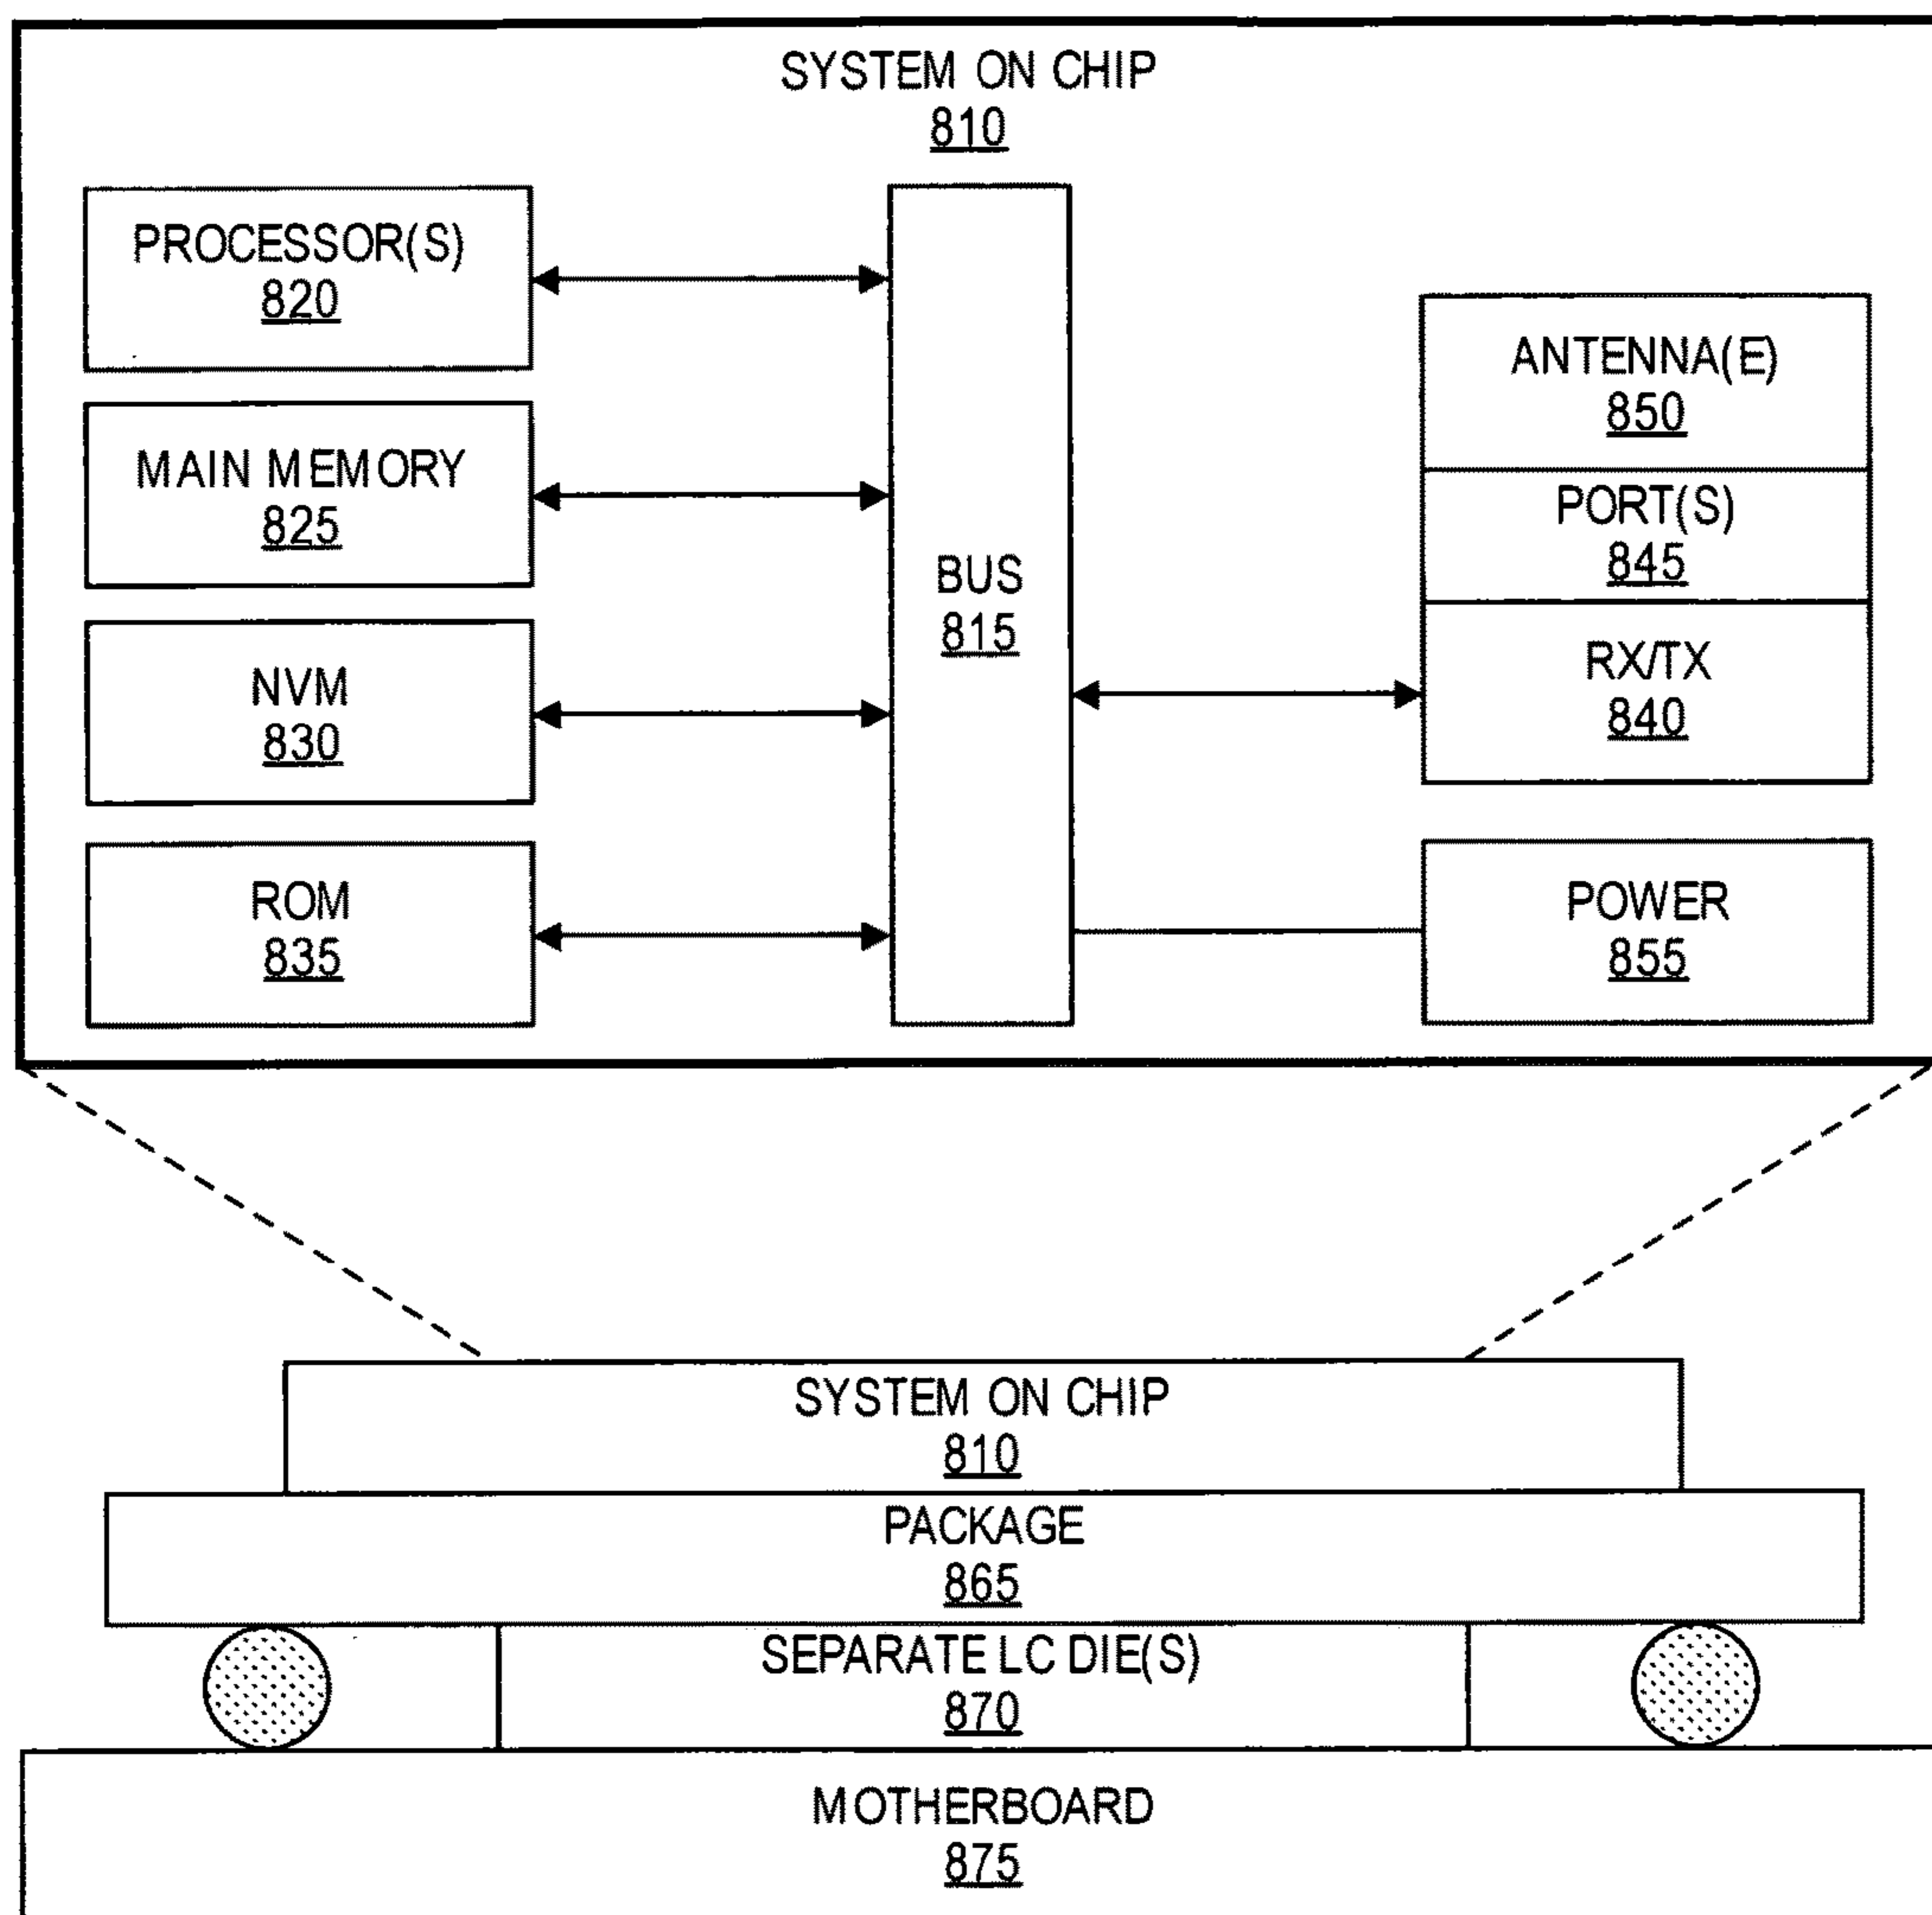 SYSTEM ON CHIP
810
PROCESSOR(S)
820
MAIN MEMORY
825
NVM
830
ROM
835
BUS
815
ANTENNA(E)
850
PORT(S)
845
RX/TX
840
POWER
855
SYSTEM ON CHIP
810
PACKAGE
865
SEPARATE LC DIE(S)
870
MOTHERBOARD
875